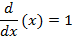 d/dx (x) = 1